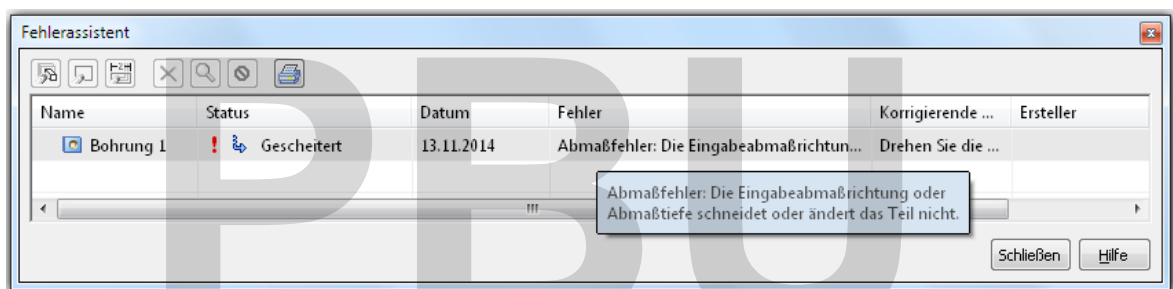 Fehlerassistent
Name Status Datum Fehler Korrigierende ... Ersteller
Bohrung 1 Gescheitert 13.11.2014 Abmaßfehler: Die Eingabeabmaßrichtun... Drehen Sie die ...
Abmaßfehler: Die Eingabeabmaßrichtung oder
Abmaßtiefe schneidet oder ändert das Teil nicht.
Schließen Hilfe
PBU